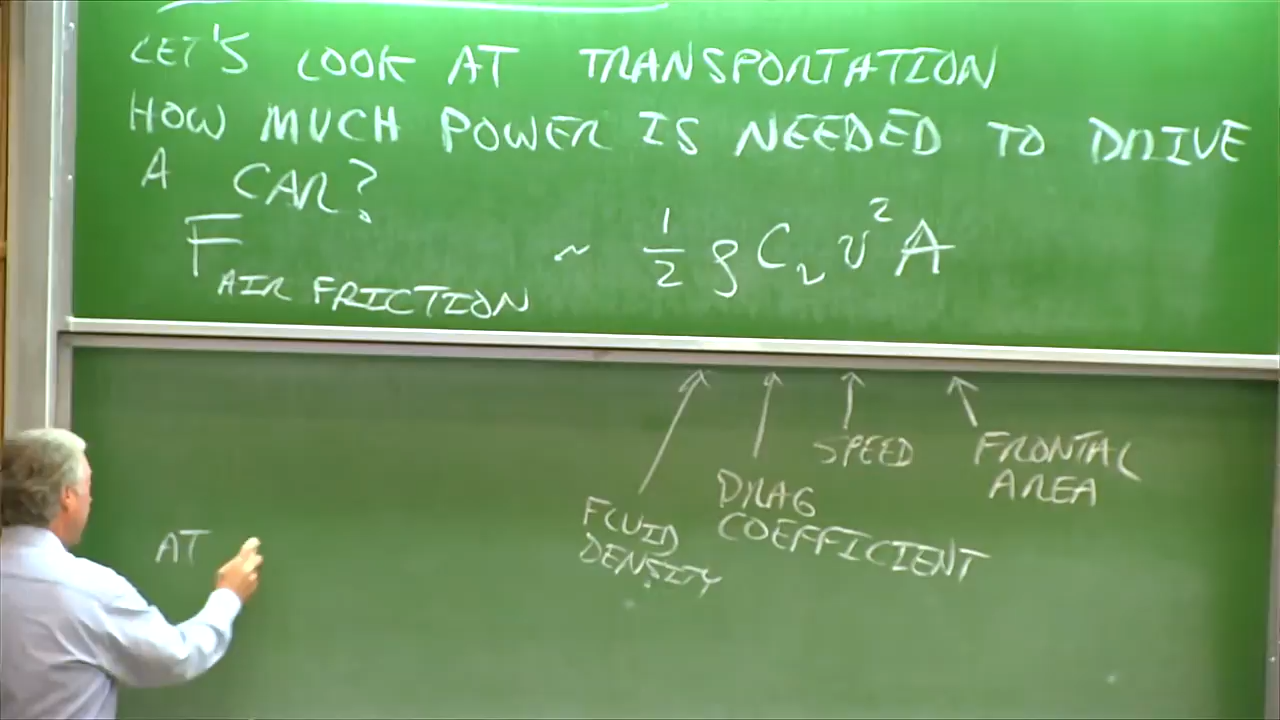 LET'S LOOK AT TRANSPORTATION
HOW MUCH POWER IS NEEDED TO DRIVE
A CAR?
F AIR FRICTION ~ 1/2 ρ C₂ v² A
SPEED
FRONTAL
AREA
DRAG
COEFFICIENT
FLUID
DENSITY
AT